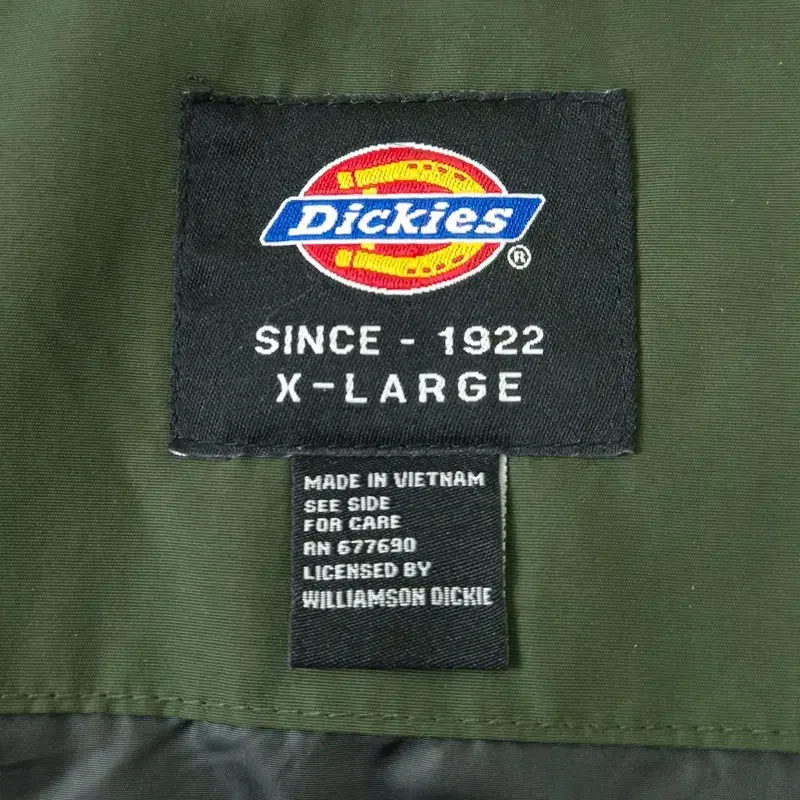 Dickies®
SINCE - 1922
X-LARGE
MADE IN VIETNAM
SEE SIDE
FOR CARE
RN 677690
LICENSED BY
WILLIAMSON DICKIE